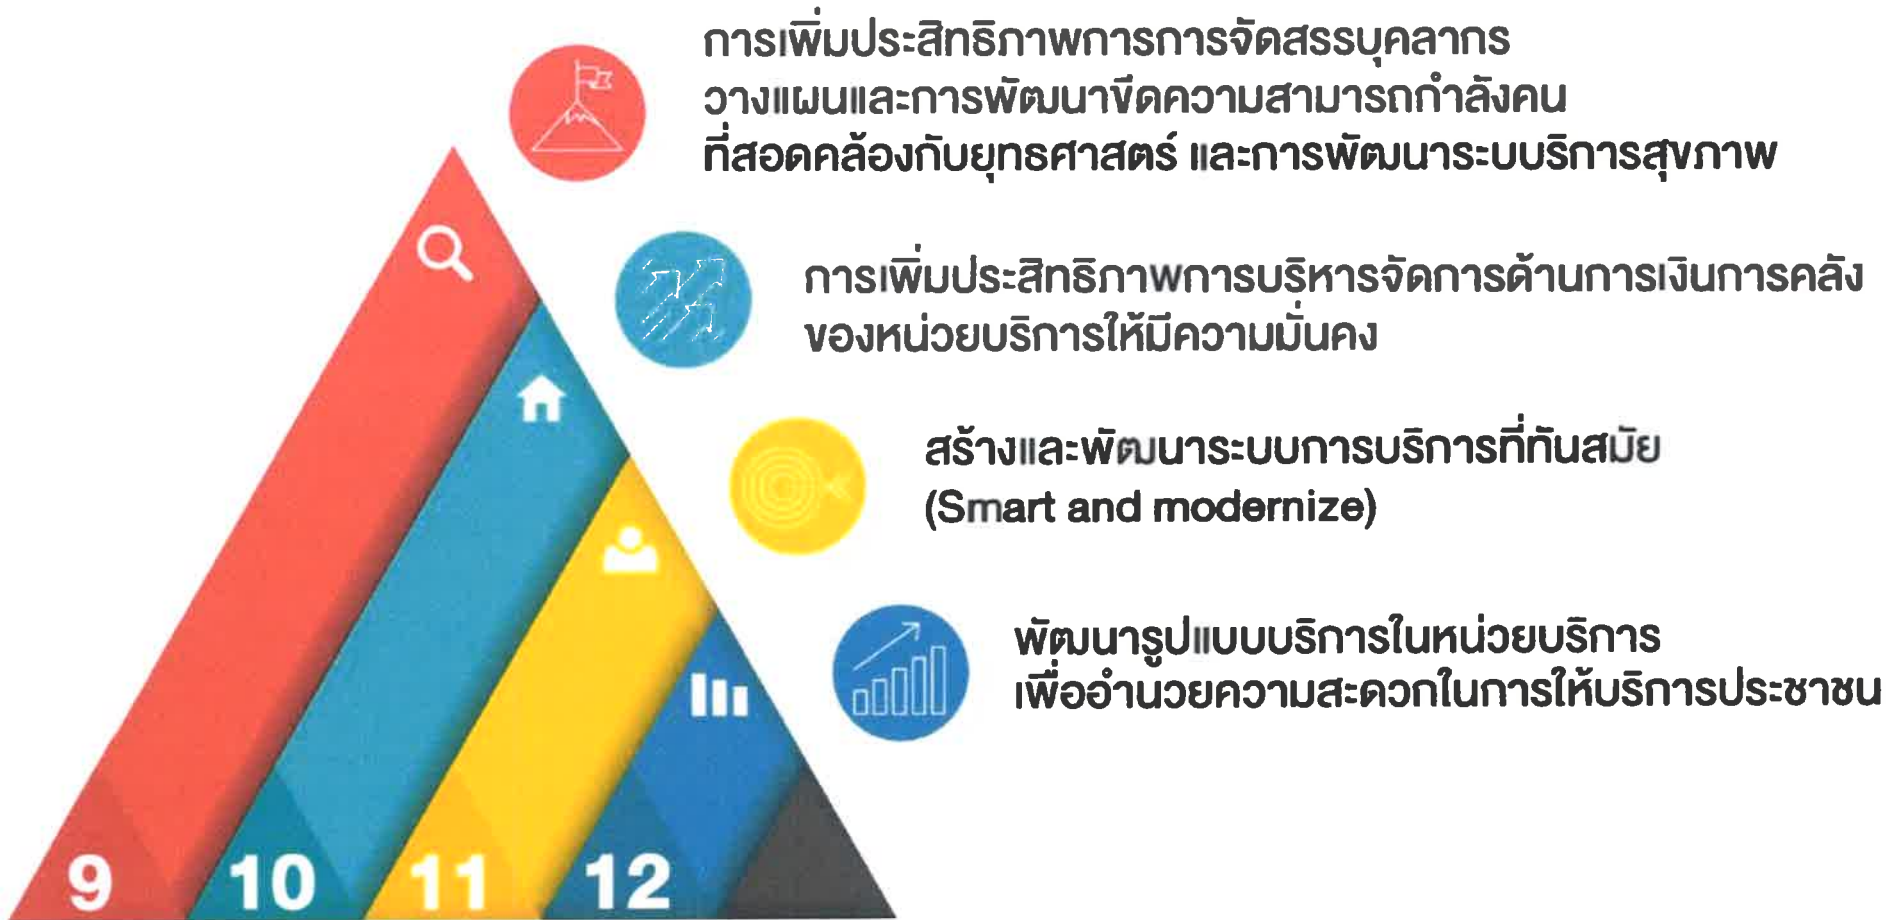 การเพิ่มประสิทธิภาพการการจัดสรรบุคลากร
วางแผนและการพัฒนาขีดความสามารถกำลังคน
ที่สอดคล้องกับยุทธศาสตร์ และการพัฒนาระบบริการสุขภาพ
การเพิ่มประสิทธิภาพการบริหารจัดการด้านการเงินการคลัง
ของหน่วยบริการให้มีความมั่นคง
สร้างและพัฒนาระบบการบริการที่ทันสมัย
(Smart and modernize)
พัฒนารูปแบบบริการในหน่วยบริการ
เพื่ออำนวยความสะดวกในการให้บริการประชาชน
9 10 11 12